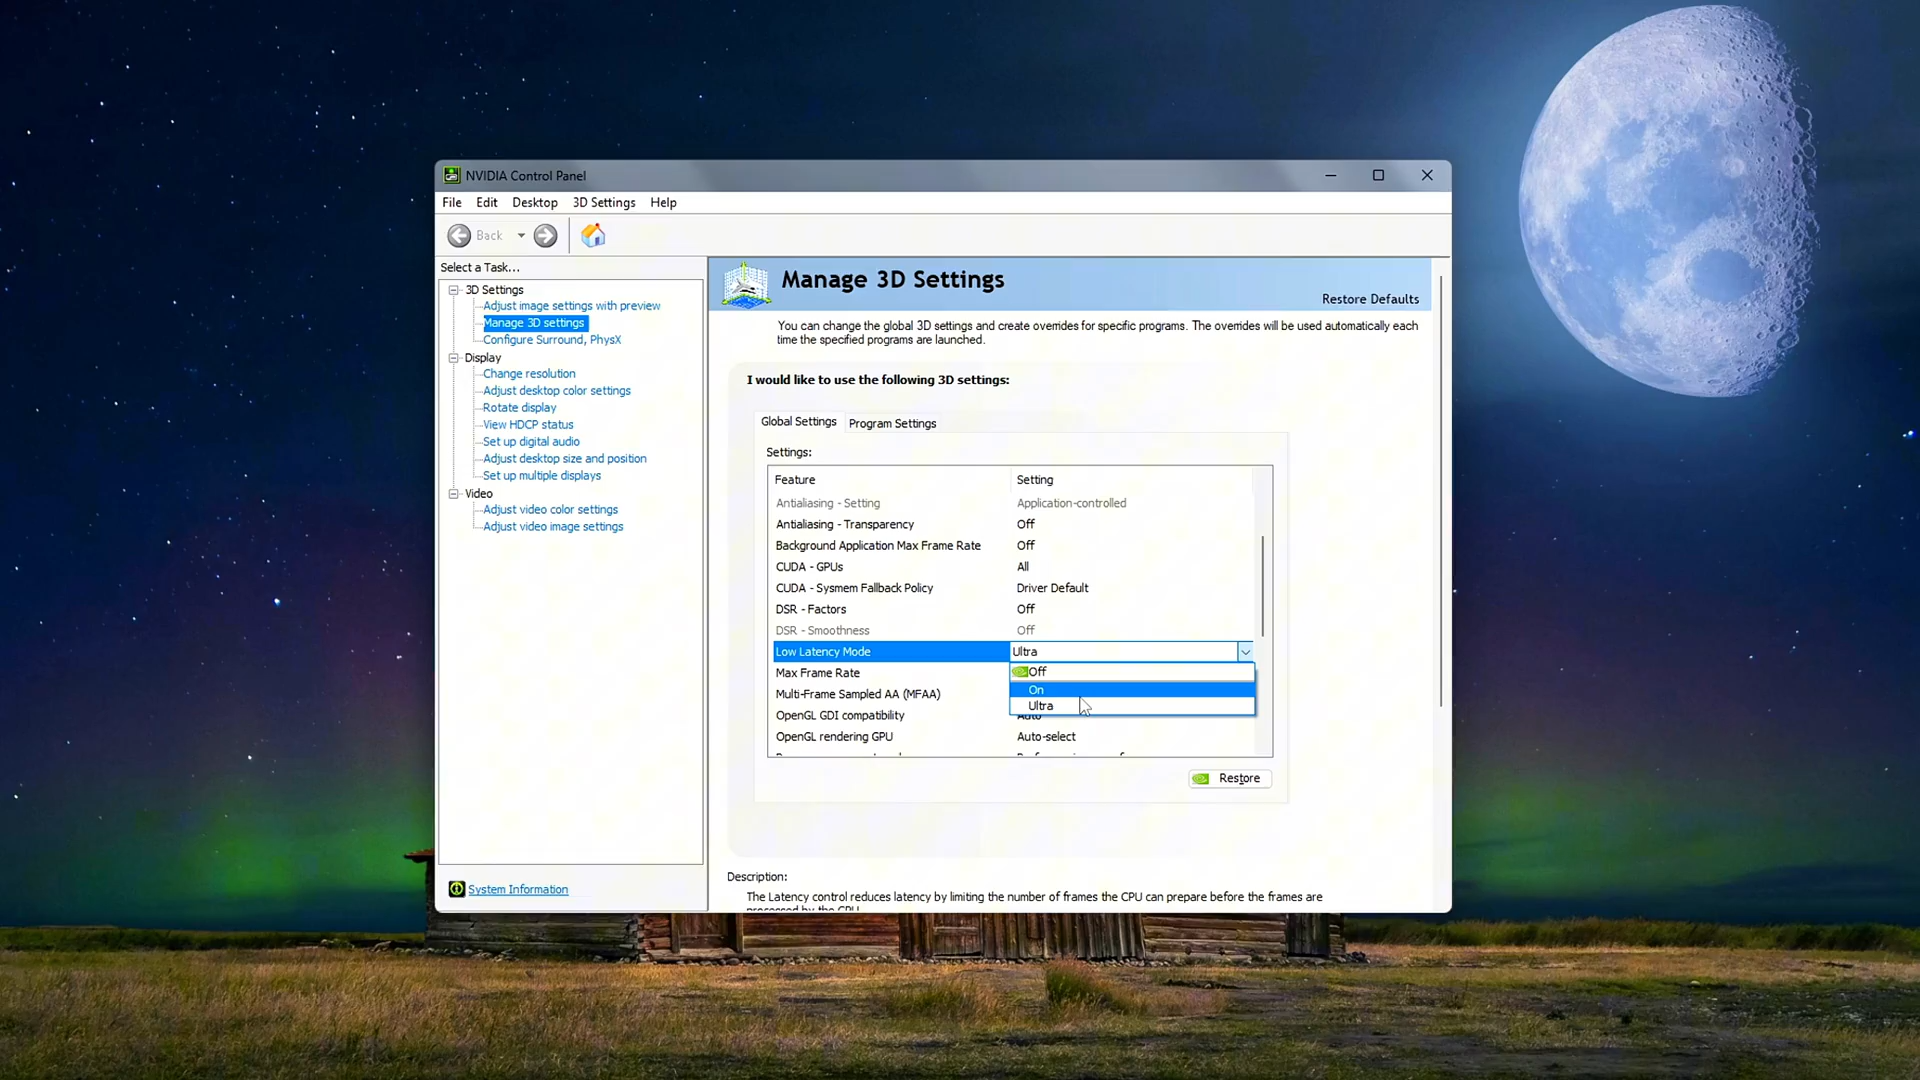 NVIDIA Control Panel
File Edit Desktop 3D Settings Help
Back
Select a Task...
3D Settings
Adjust image settings with preview
Manage 3D settings
Configure Surround, PhysX
Display
Change resolution
Adjust desktop color settings
Rotate display
View HDCP status
Set up digital audio
Adjust desktop size and position
Set up multiple displays
Video
Adjust video color settings
Adjust video image settings
System Information
Manage 3D Settings
Restore Defaults
You can change the global 3D settings and create overrides for specific programs. The overrides will be used automatically each
time the specified programs are launched.
I would like to use the following 3D settings:
Global Settings Program Settings
Settings:
Feature Setting
Antialiasing - Setting Application-controlled
Antialiasing - Transparency Off
Background Application Max Frame Rate Off
CUDA - GPUs All
CUDA - Sysmem Fallback Policy Driver Default
DSR - Factors Off
DSR - Smoothness Off
Low Latency Mode Ultra
Off
On
Ultra
Max Frame Rate
Multi-Frame Sampled AA (MFAA)
OpenGL GDI compatibility Auto
OpenGL rendering GPU Auto-select
Restore
Description:
The Latency control reduces latency by limiting the number of frames the CPU can prepare before the frames are
processed by the CPU